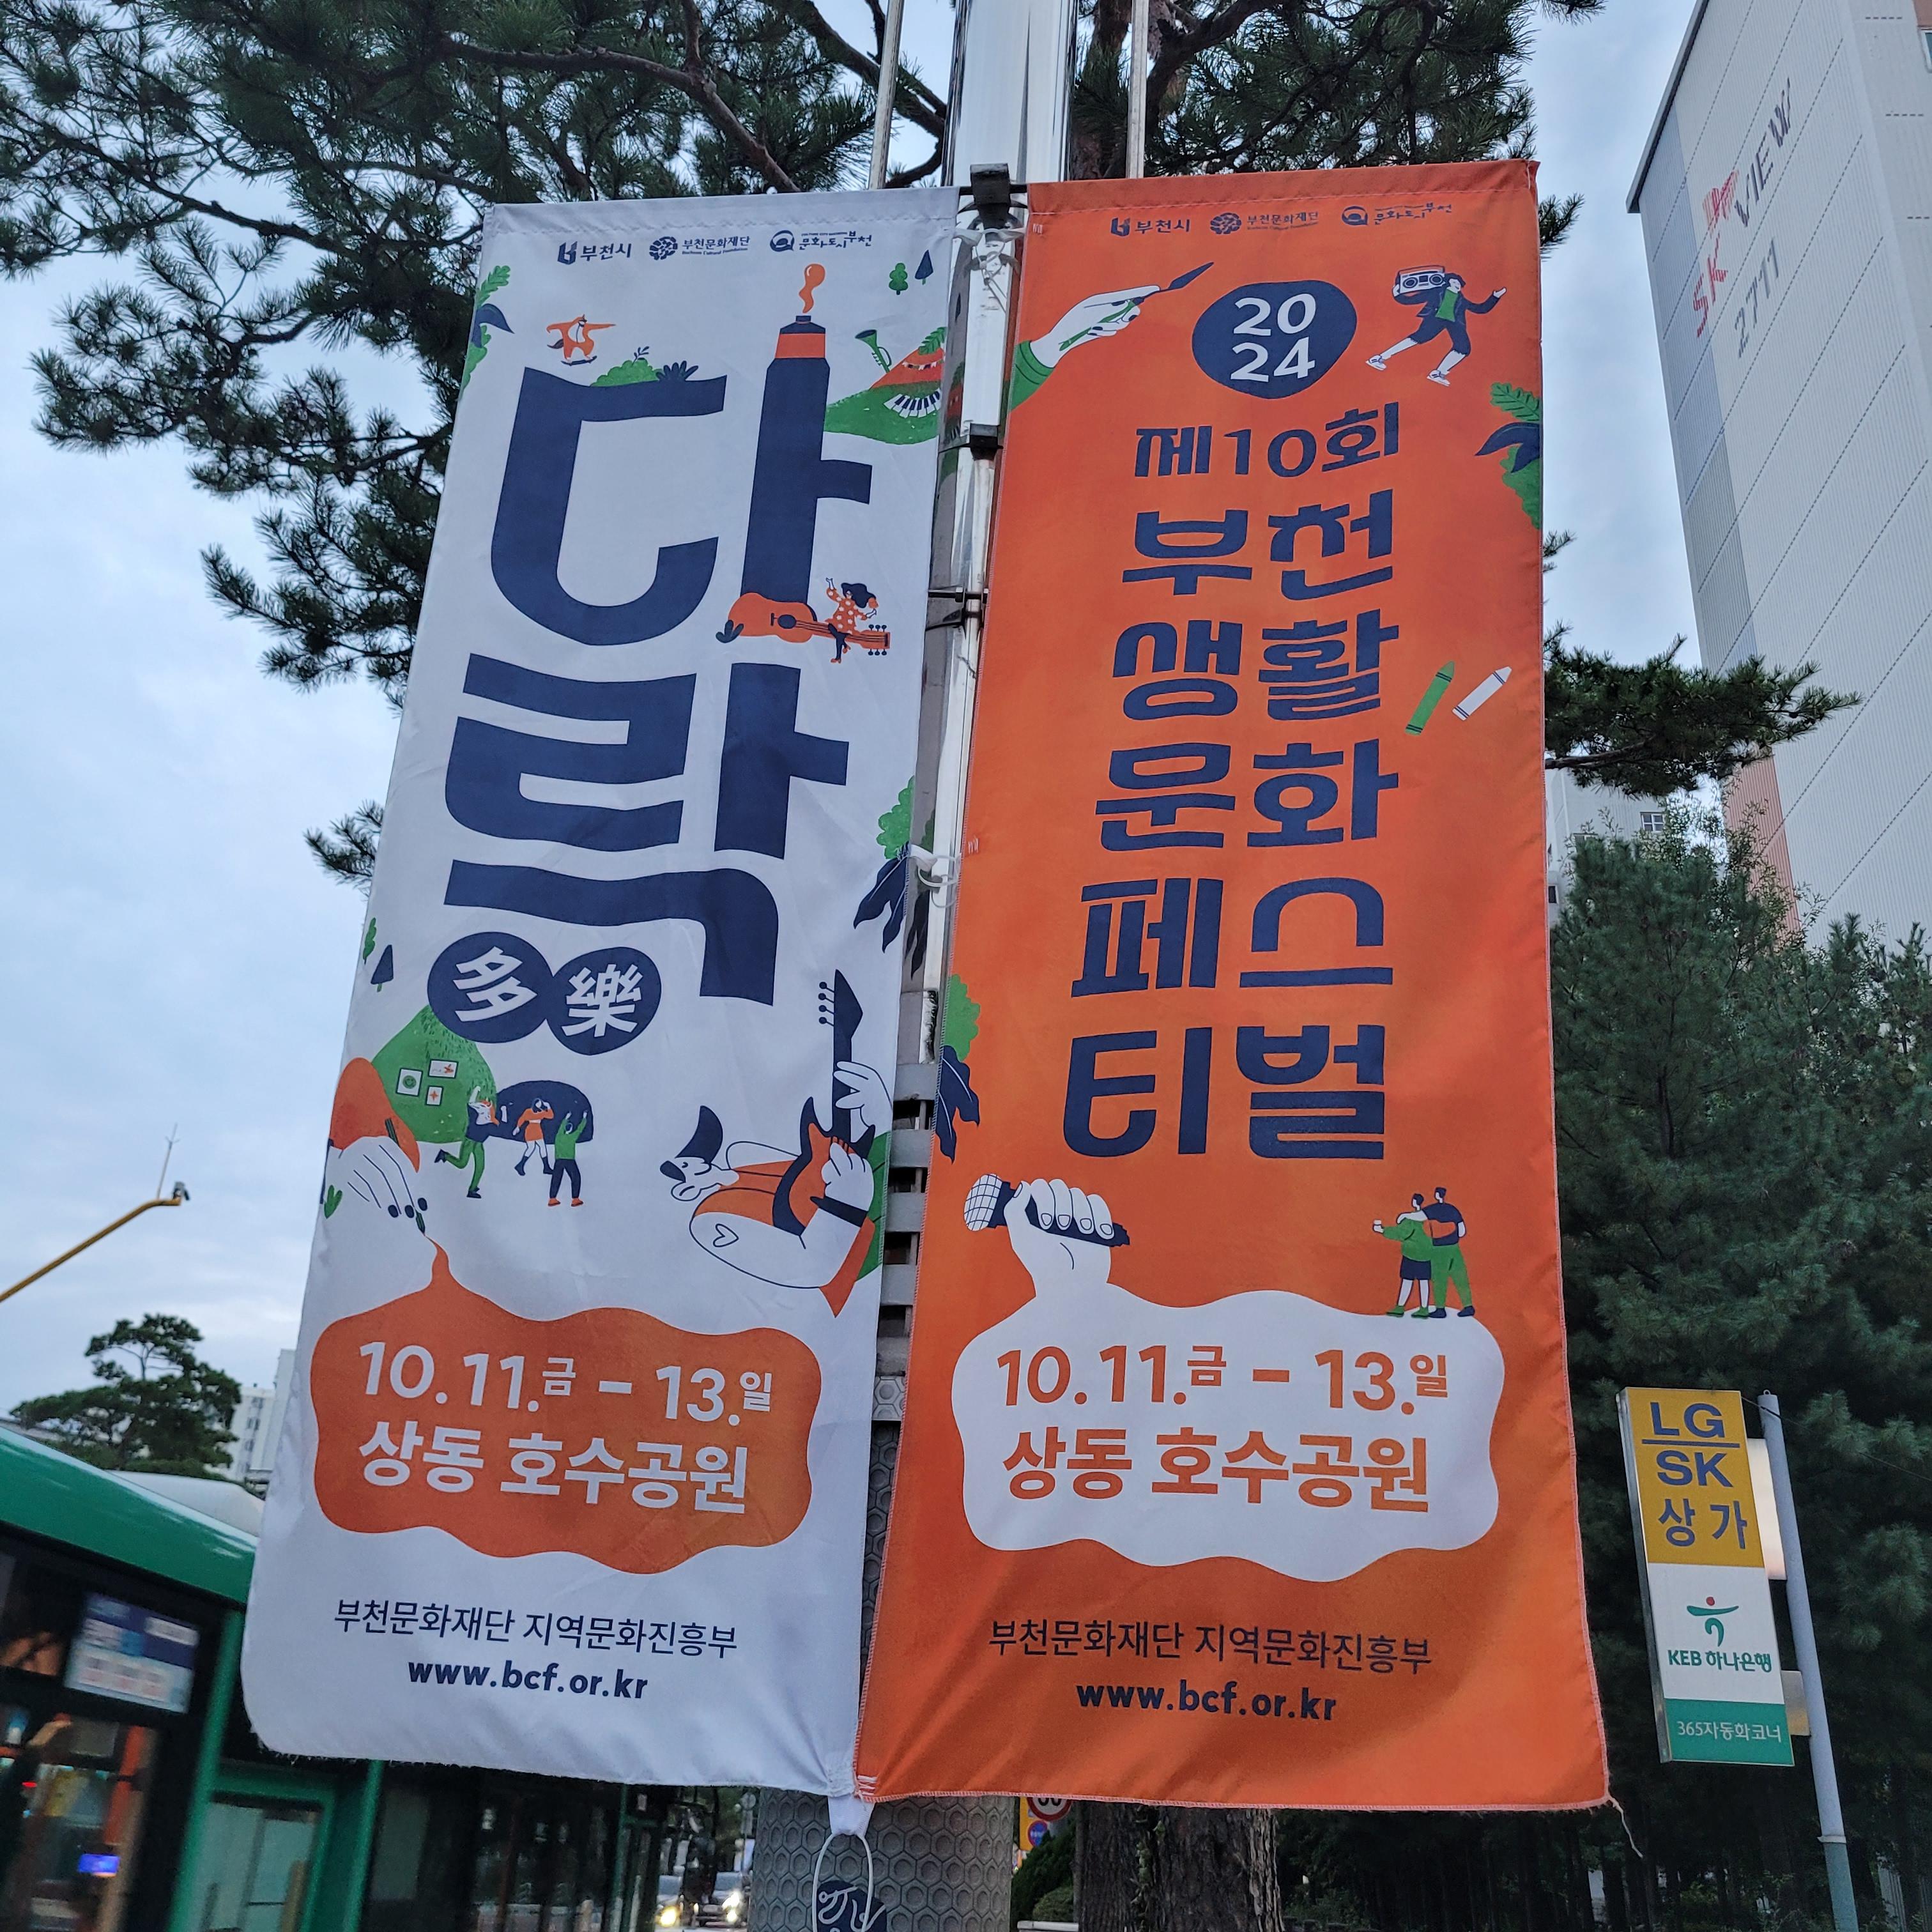 부천시 부천문화재단 문화도시부천
다
락
多樂
10.11.금 - 13.일
상동 호수공원
부천문화재단 지역문화진흥부
www.bcf.or.kr
부천시 부천문화재단 문화도시부천
20
24
제10회
부천
생활
문화
페스
티벌
10.11.금 - 13.일
상동 호수공원
부천문화재단 지역문화진흥부
www.bcf.or.kr
SK VIEW
2711
LG
SK
상가
KEB 하나은행
365자동화코너